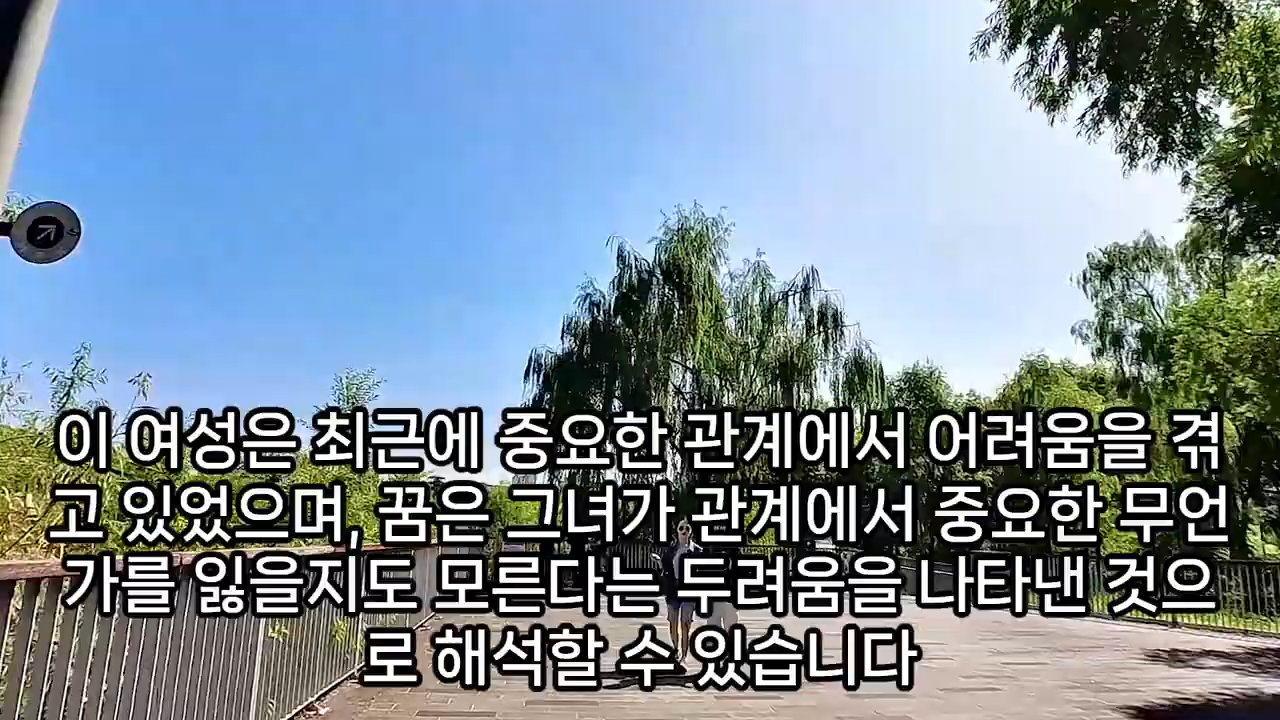 이 여성은 최근에 중요한 관계에서 어려움을 겪
고 있었으며, 꿈은 그녀가 관계에서 중요한 무언
가를 잃을지도 모른다는 두려움을 나타낸 것으
로 해석할 수 있습니다